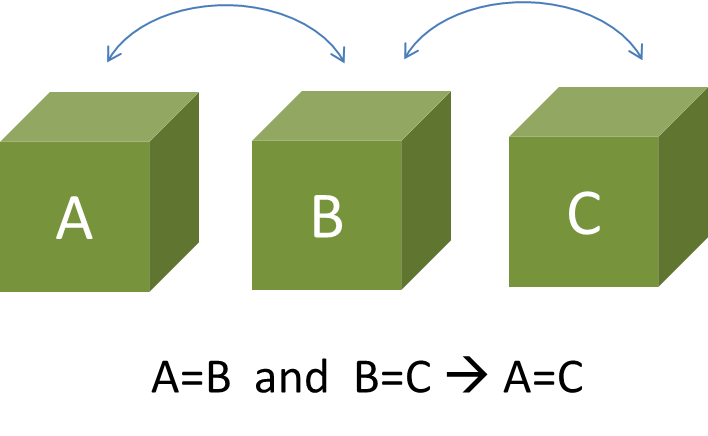 A B C
A=B and B=C → A=C